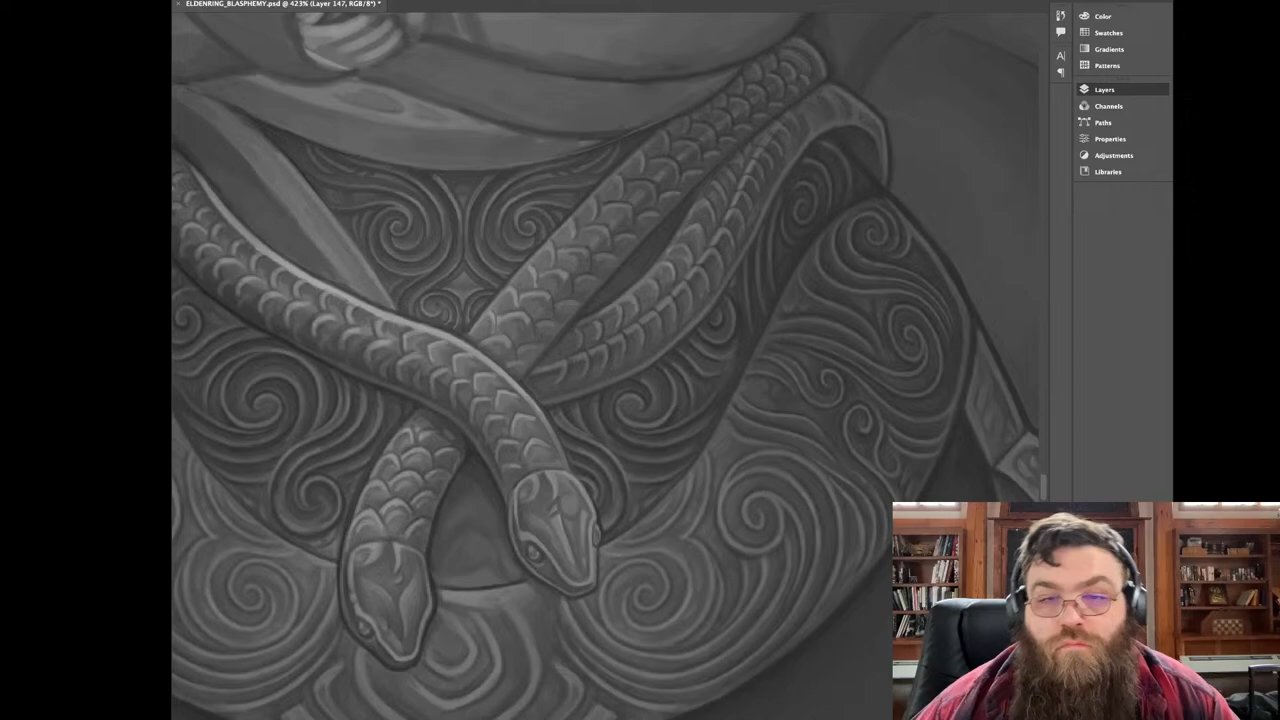 ELDENRING_BLASPHEMY.psd @ 423% (Layer 147, RGB/8*) *
Color
Swatches
Gradients
Patterns
Layers
Channels
Paths
Properties
Adjustments
Libraries